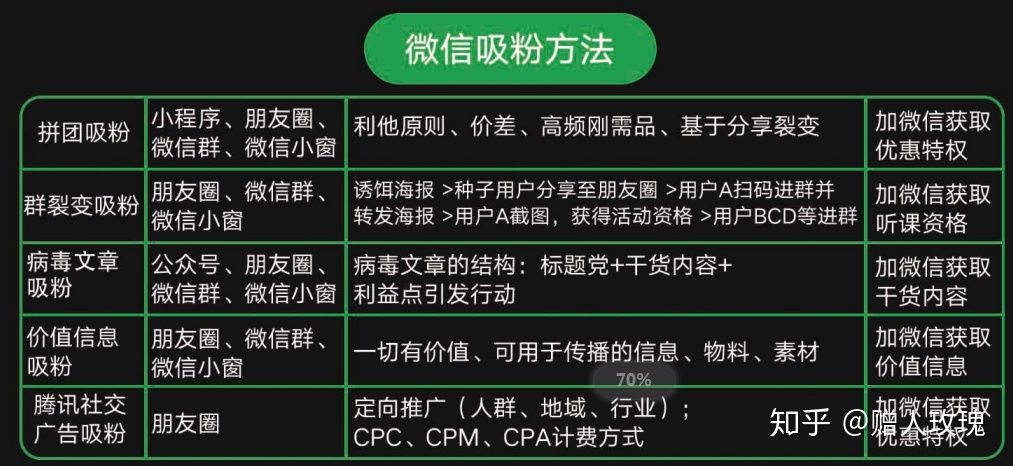 微信吸粉方法
拼团吸粉
小程序、朋友圈、
微信群、微信小窗
利他原则、价差、高频刚需品、基于分享裂变
加微信获取
优惠特权
群裂变吸粉
朋友圈、微信群、
微信小窗
诱饵海报 >种子用户分享至朋友圈 >用户A扫码进群并
转发海报 >用户A截图，获得活动资格 >用户BCD等进群
加微信获取
听课资格
病毒文章
吸粉
公众号、朋友圈、
微信群、微信小窗
病毒文章的结构：标题党+干货内容+
利益点引发行动
加微信获取
干货内容
价值信息
吸粉
朋友圈、微信群、
微信小窗
一切有价值、可用于传播的信息、物料、素材
加微信获取
价值信息
70%
腾讯社交
广告吸粉
朋友圈
定向推广（人群、地域、行业）；
CPC、CPM、CPA计费方式
加微信获取
优惠特权
知乎 @赠人玫瑰